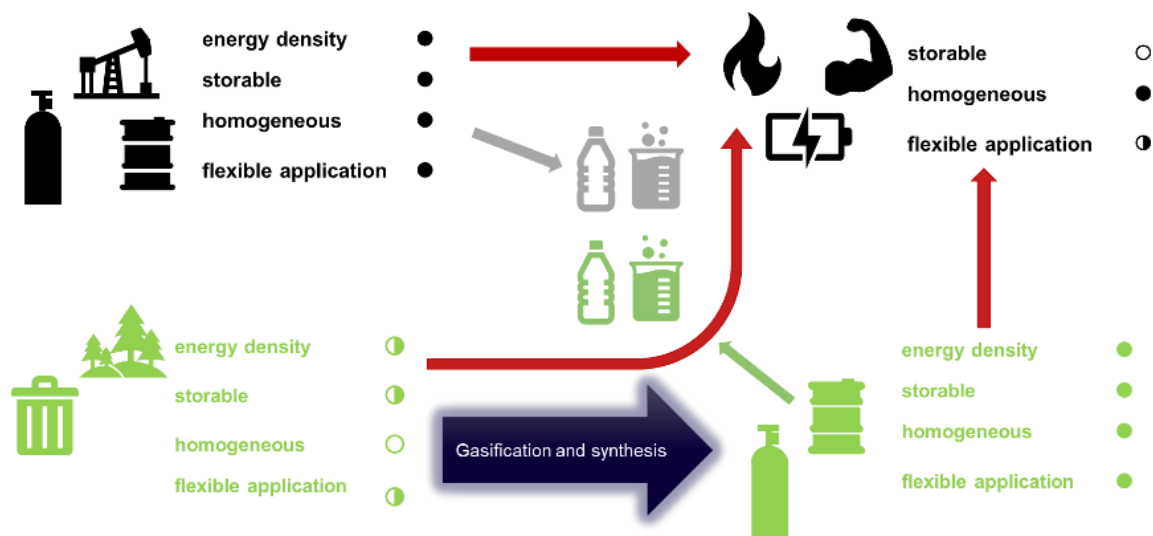 energy density
storable
homogeneous
flexible application
storable
homogeneous
flexible application
energy density
storable
homogeneous
flexible application
Gasification and synthesis
energy density
storable
homogeneous
flexible application